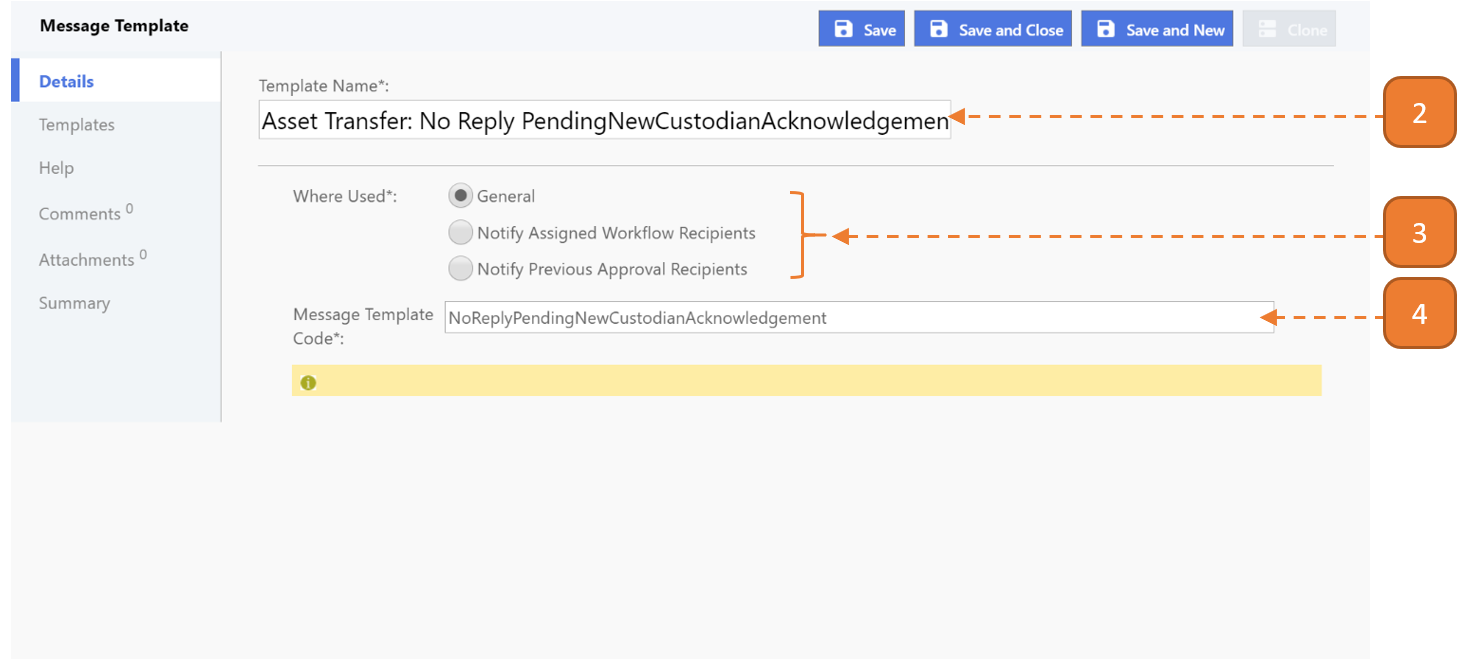 Message Template
Save
Save and Close
Save and New
Clone
Details
Templates
Help
Comments 0
Attachments 0
Summary
Template Name*:
Asset Transfer: No Reply PendingNewCustodianAcknowledgemen
2
Where Used*:
General
Notify Assigned Workflow Recipients
Notify Previous Approval Recipients
3
Message Template
Code*:
NoReplyPendingNewCustodianAcknowledgement
4